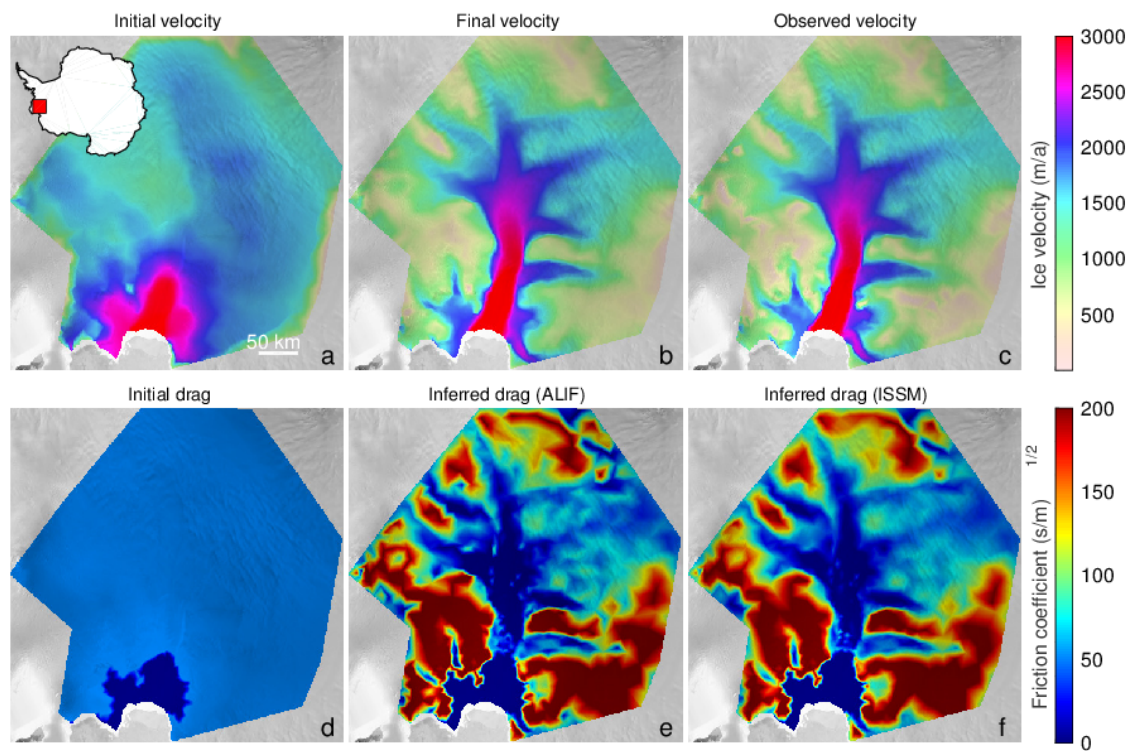 Initial velocity
Final velocity
Observed velocity
50 km
a
b
c
3000
2500
2000
1500
1000
500
Ice velocity (m/a)
Initial drag
Inferred drag (ALIF)
Inferred drag (ISSM)
d
e
f
200
150
100
50
0
Friction coefficient (s/m) 1/2